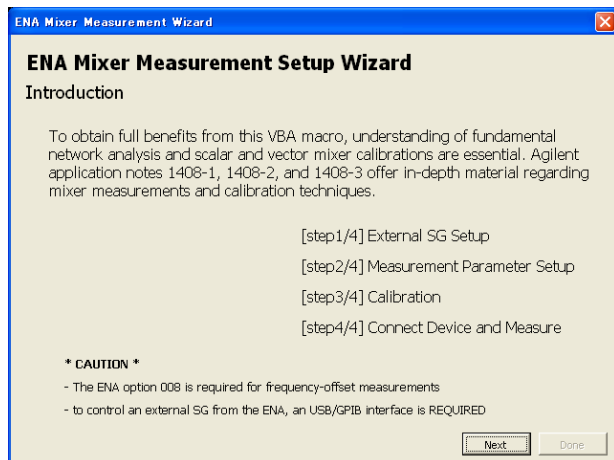 ENA Mixer Measurement Wizard
ENA Mixer Measurement Setup Wizard
Introduction
To obtain full benefits from this VBA macro, understanding of fundamental
network analysis and scalar and vector mixer calibrations are essential. Agilent
application notes 1408-1, 1408-2, and 1408-3 offer in-depth material regarding
mixer measurements and calibration techniques.
[step1/4] External SG Setup
[step2/4] Measurement Parameter Setup
[step3/4] Calibration
[step4/4] Connect Device and Measure
* CAUTION *
- The ENA option 008 is required for frequency-offset measurements
- to control an external SG from the ENA, an USB/GPIB interface is REQUIRED
Next Done